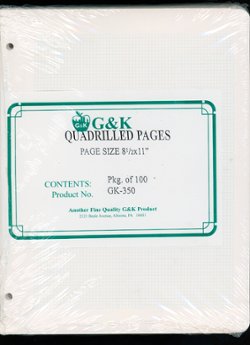 G&K
G&K
QUADRILLED PAGES
PAGE SIZE 8½x11"
CONTENTS: Pkg. of 100
Product No. GK-350
Another Fine Quality G&K Product